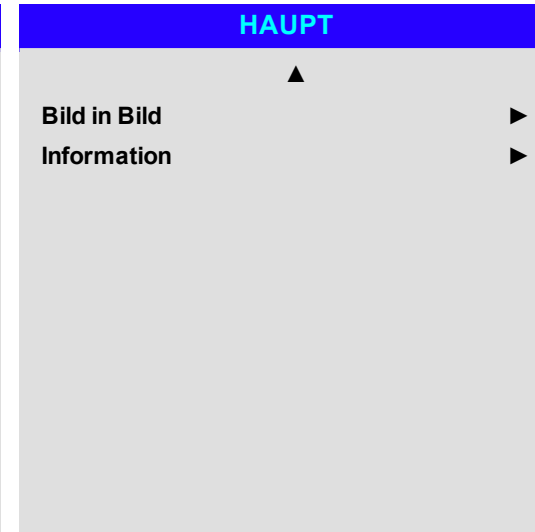 HAUPT
▲
Bild in Bild ►
Information ►